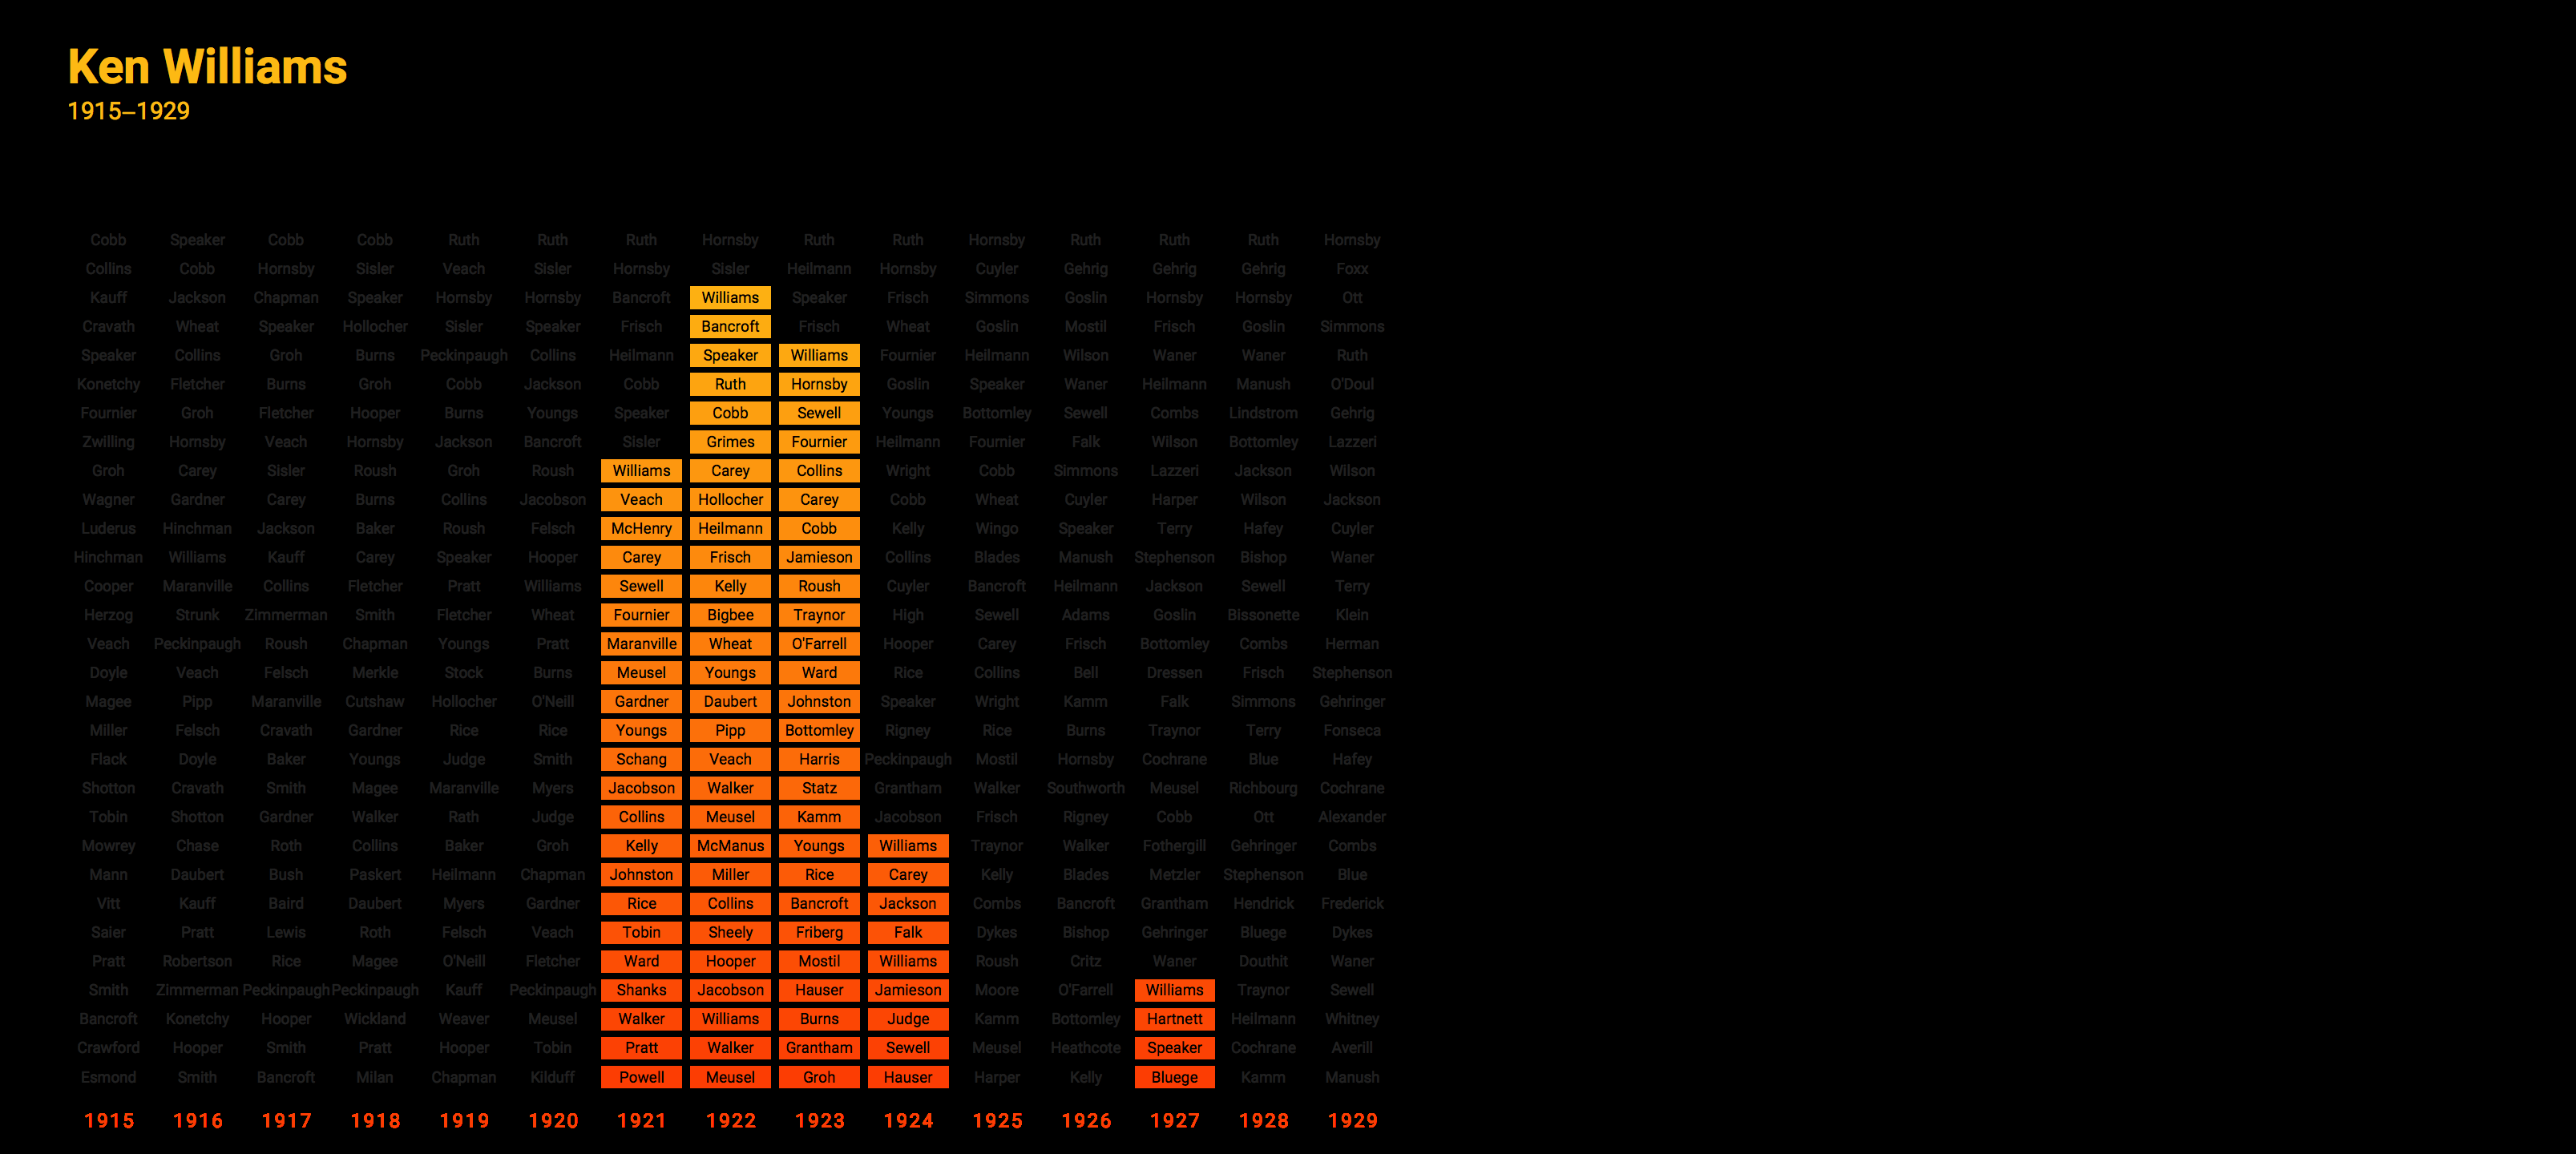 Ken Williams
1915–1929
Cobb Speaker Cobb Cobb Ruth Ruth Ruth Hornsby Ruth Ruth Hornsby Ruth Ruth Ruth Hornsby
Collins Cobb Hornsby Sisler Veach Sisler Hornsby Sisler Heilmann Hornsby Cuyler Gehrig Gehrig Gehrig Foxx
Kauff Jackson Chapman Speaker Hornsby Hornsby Bancroft Williams Speaker Frisch Simmons Goslin Hornsby Hornsby Ott
Cravath Wheat Speaker Hollocher Sisler Speaker Frisch Bancroft Frisch Wheat Goslin Mostil Frisch Goslin Simmons
Speaker Collins Groh Burns Peckinpaugh Collins Heilmann Speaker Williams Fournier Heilmann Wilson Waner Waner Ruth
Konetchy Fletcher Burns Groh Cobb Jackson Cobb Ruth Hornsby Goslin Speaker Waner Heilmann Manush O'Doul
Fournier Groh Fletcher Hooper Burns Youngs Speaker Cobb Sewell Youngs Bottomley Sewell Combs Lindstrom Gehrig
Zwilling Hornsby Veach Hornsby Jackson Bancroft Sisler Grimes Fournier Heilmann Fournier Falk Wilson Bottomley Lazzeri
Groh Carey Sisler Roush Groh Roush Williams Carey Collins Wright Cobb Simmons Lazzeri Jackson Wilson
Wagner Gardner Carey Burns Collins Jacobson Veach Hollocher Carey Cobb Wheat Cuyler Harper Wilson Jackson
Luderus Hinchman Jackson Baker Roush Felsch McHenry Heilmann Cobb Kelly Wingo Speaker Terry Hafey Cuyler
Hinchman Williams Kauff Carey Speaker Hooper Carey Frisch Jamieson Collins Blades Manush Stephenson Bishop Waner
Cooper Maranville Collins Fletcher Pratt Williams Sewell Kelly Roush Cuyler Bancroft Heilmann Jackson Sewell Terry
Herzog Strunk Zimmerman Smith Fletcher Wheat Fournier Bigbee Traynor High Sewell Adams Goslin Bissonette Klein
Veach Peckinpaugh Roush Chapman Youngs Pratt Maranville Wheat O'Farrell Hooper Carey Frisch Bottomley Combs Herman
Doyle Veach Felsch Merkle Stock Burns Meusel Youngs Ward Rice Collins Bell Dressen Frisch Stephenson
Magee Pipp Maranville Cutshaw Hollocher O'Neill Gardner Daubert Johnston Speaker Wright Kamm Falk Simmons Gehringer
Miller Felsch Cravath Gardner Rice Rice Youngs Pipp Bottomley Rigney Rice Burns Traynor Terry Fonseca
Flack Doyle Baker Youngs Judge Smith Schang Veach Harris Peckinpaugh Mostil Hornsby Cochrane Blue Hafey
Shotton Cravath Smith Magee Maranville Myers Jacobson Walker Statz Grantham Walker Southworth Meusel Richbourg Cochrane
Tobin Shotton Gardner Walker Rath Judge Collins Meusel Kamm Jacobson Frisch Rigney Cobb Ott Alexander
Mowrey Chase Roth Collins Baker Groh Kelly McManus Youngs Williams Traynor Walker Fothergill Gehringer Combs
Mann Daubert Bush Paskert Heilmann Chapman Johnston Miller Rice Carey Kelly Blades Metzler Stephenson Blue
Vitt Kauff Baird Daubert Myers Gardner Rice Collins Bancroft Jackson Combs Bancroft Grantham Hendrick Frederick
Saier Pratt Lewis Roth Felsch Veach Tobin Sheely Friberg Falk Dykes Bishop Gehringer Bluege Dykes
Pratt Robertson Rice Magee O'Neill Fletcher Ward Hooper Mostil Williams Roush Critz Waner Douthit Waner
Smith Zimmerman Peckinpaugh Peckinpaugh Kauff Peckinpaugh Shanks Jacobson Hauser Jamieson Moore O'Farrell Williams Traynor Sewell
Bancroft Konetchy Hooper Wickland Weaver Meusel Walker Williams Burns Judge Kamm Bottomley Hartnett Heilmann Whitney
Crawford Hooper Smith Pratt Hooper Tobin Pratt Walker Grantham Sewell Meusel Heathcote Speaker Cochrane Averill
Esmond Smith Bancroft Milan Chapman Kilduff Powell Meusel Groh Hauser Harper Kelly Bluege Kamm Manush
1915 1916 1917 1918 1919 1920 1921 1922 1923 1924 1925 1926 1927 1928 1929